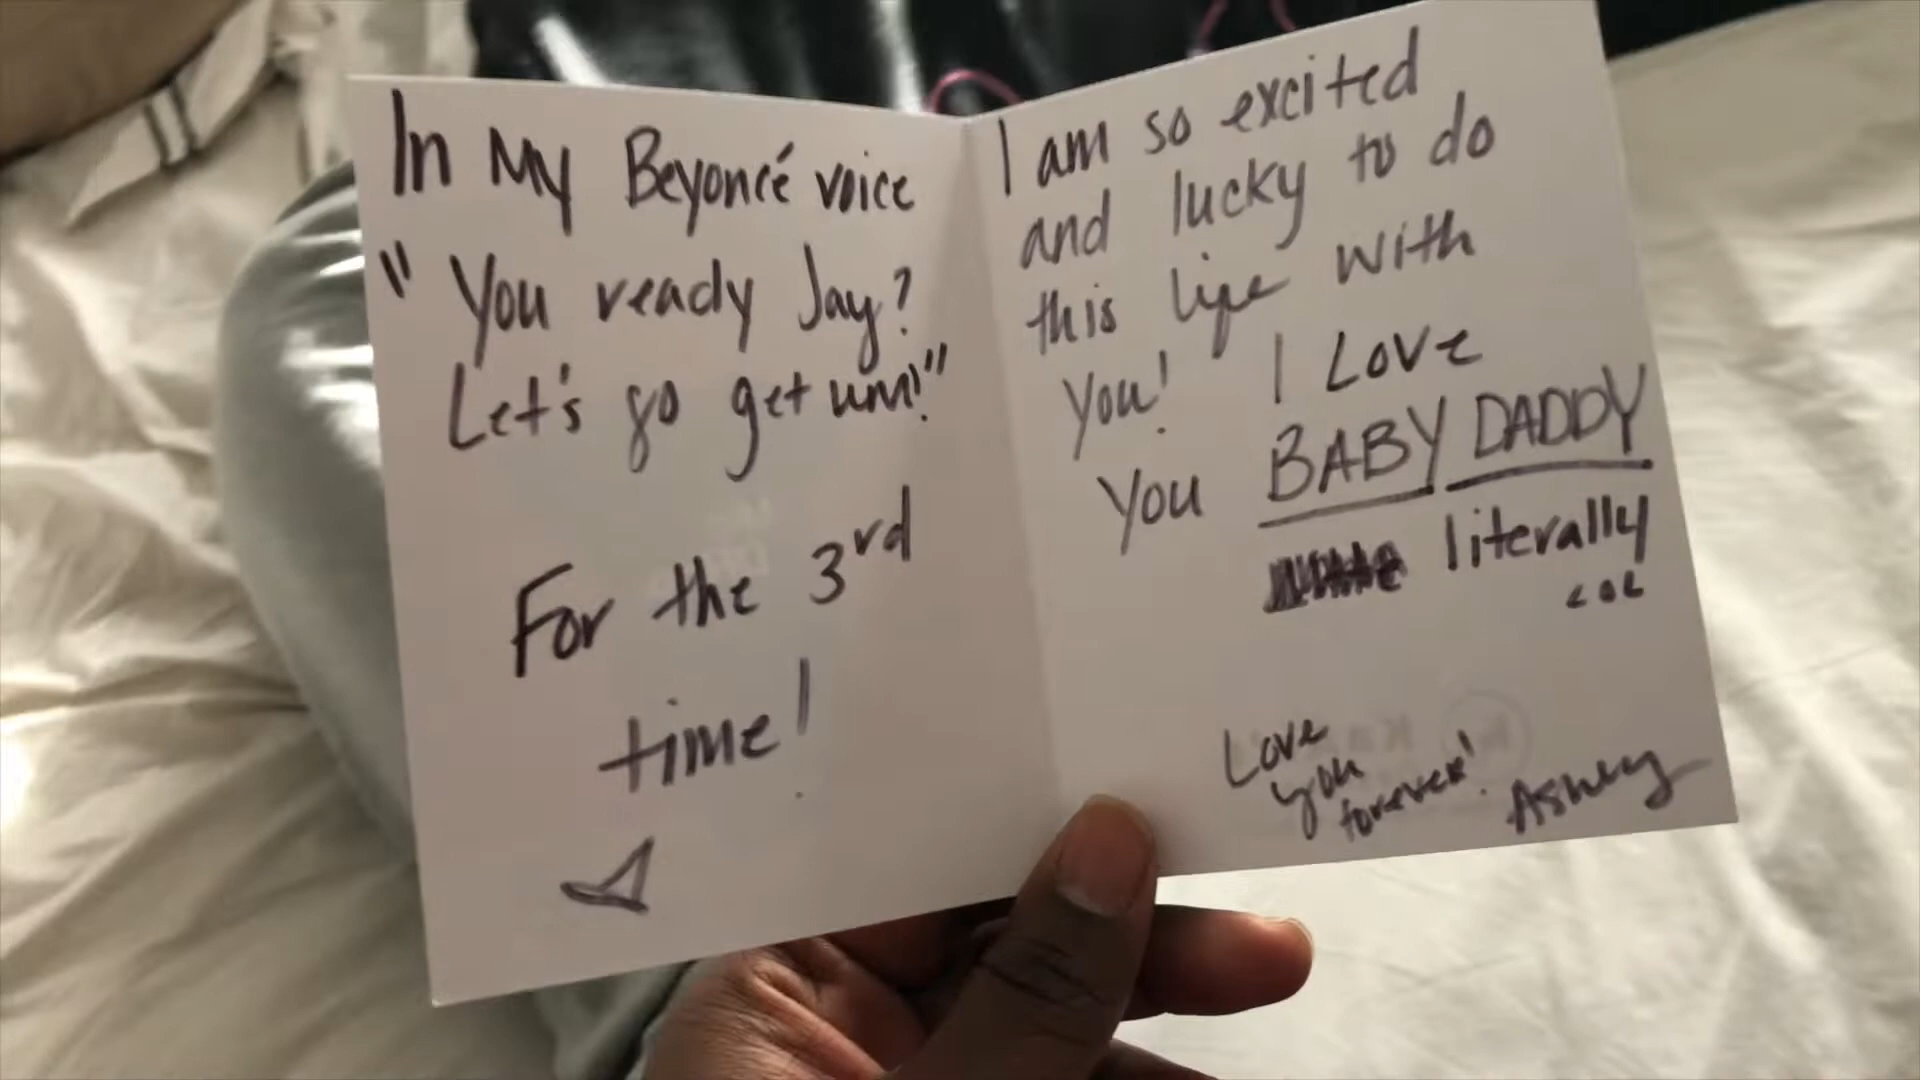 In My Beyoncé voice
"You ready Jay?
Let's go get um!"
For the 3rd
time!
I am so excited
and lucky to do
this life with
you! I Love
you BABY DADDY
literally
LOL
Love
you
forever!
Ashley